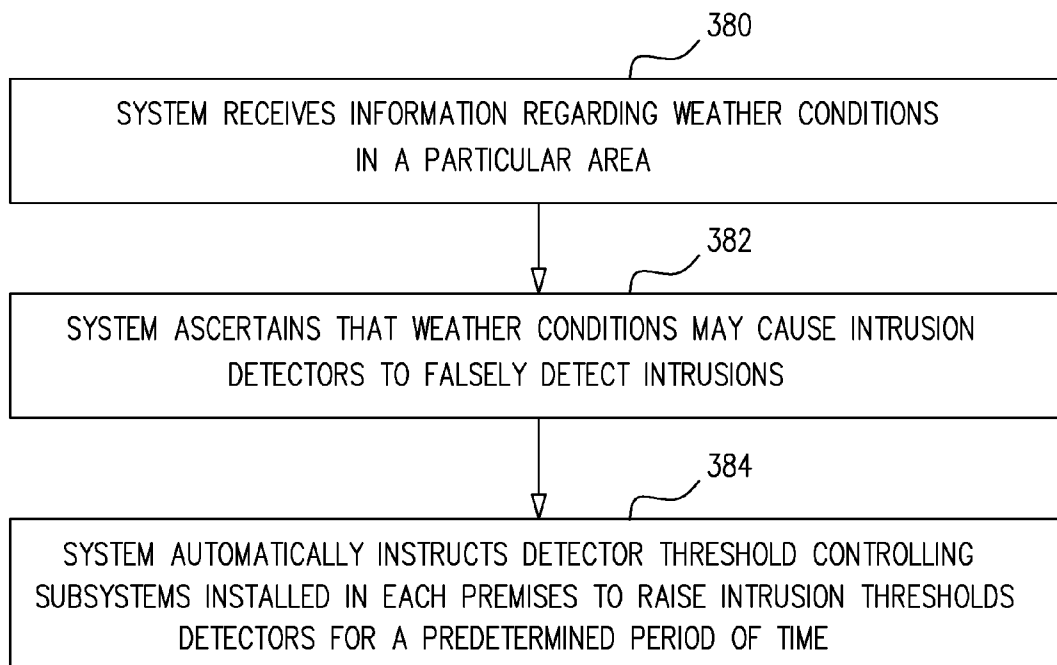 380
SYSTEM RECEIVES INFORMATION REGARDING WEATHER CONDITIONS
IN A PARTICULAR AREA
382
SYSTEM ASCERTAINS THAT WEATHER CONDITIONS MAY CAUSE INTRUSION
DETECTORS TO FALSELY DETECT INTRUSIONS
384
SYSTEM AUTOMATICALLY INSTRUCTS DETECTOR THRESHOLD CONTROLLING
SUBSYSTEMS INSTALLED IN EACH PREMISES TO RAISE INTRUSION THRESHOLDS
DETECTORS FOR A PREDETERMINED PERIOD OF TIME